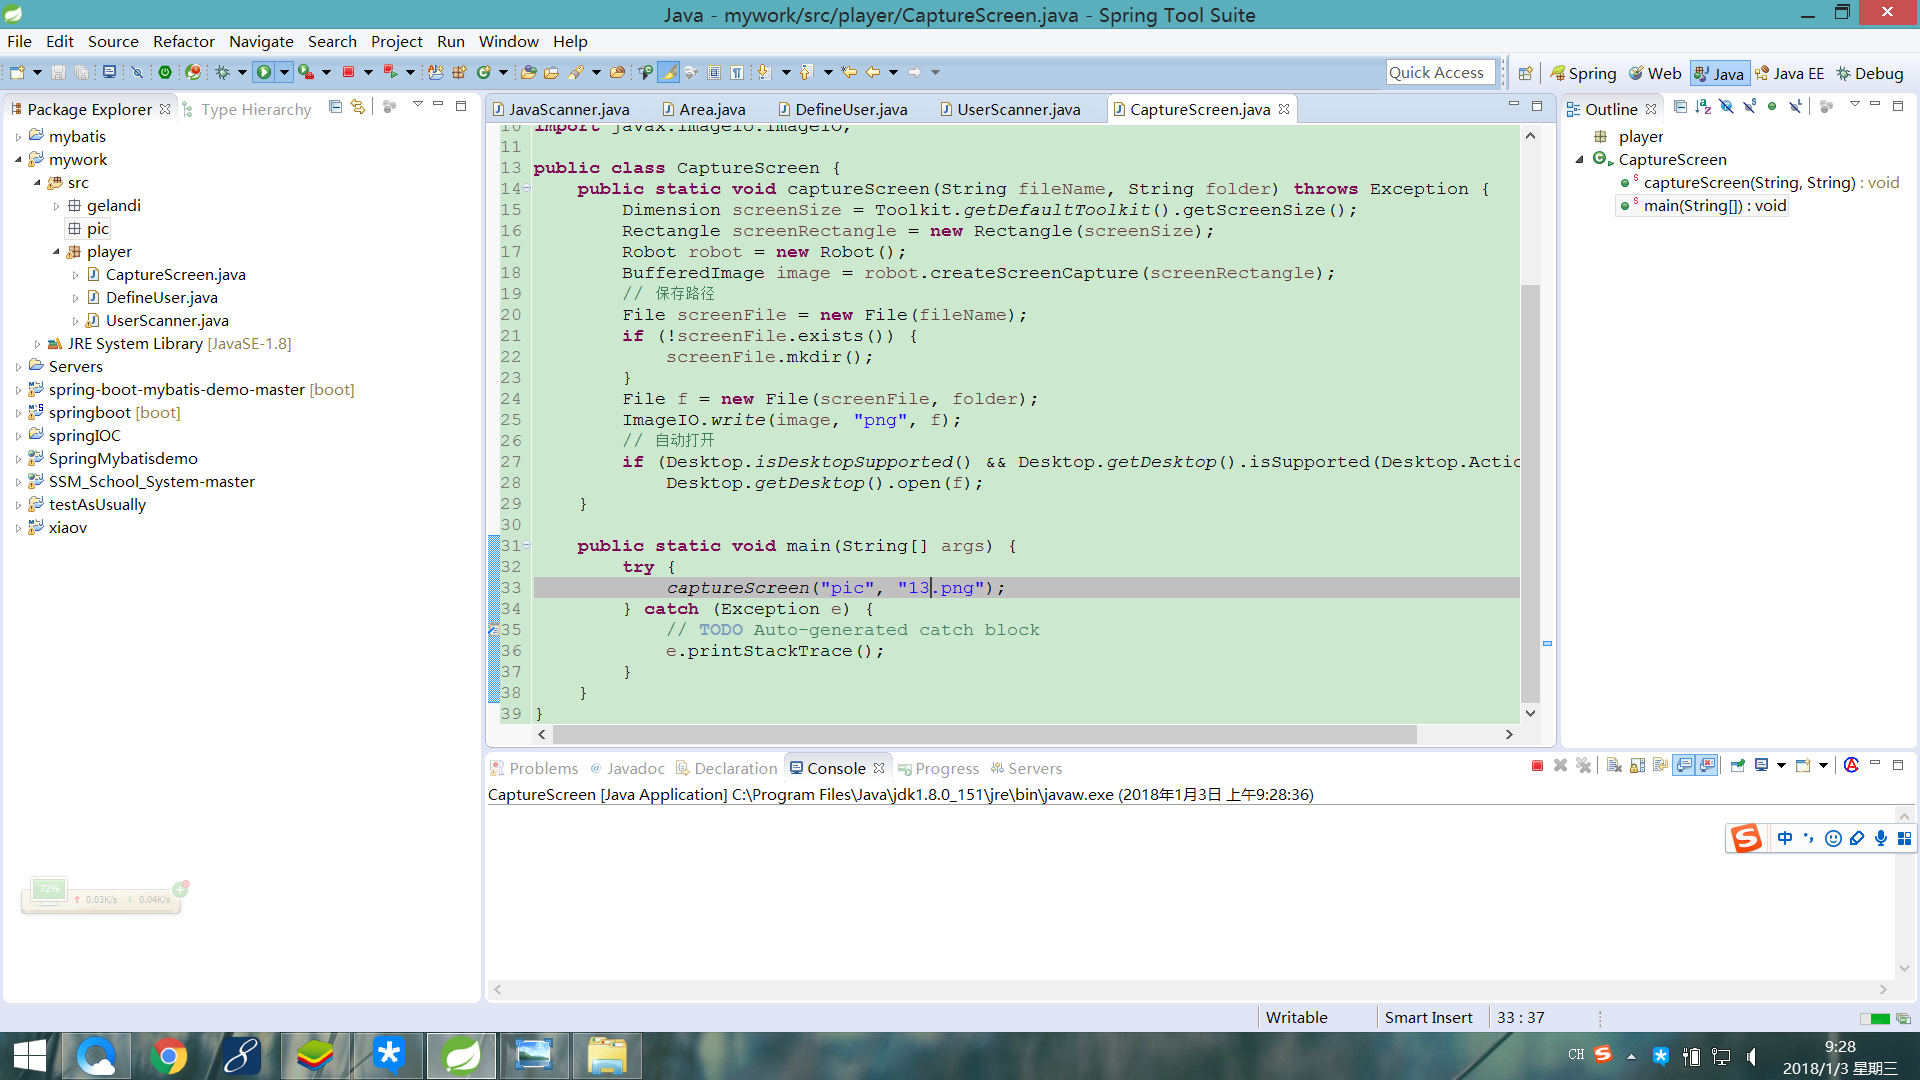 Java - mywork/src/player/CaptureScreen.java - Spring Tool Suite
File Edit Source Refactor Navigate Search Project Run Window Help
Quick Access
Spring Web Java Java EE Debug
Package Explorer Type Hierarchy
mybatis
mywork
src
gelandi
pic
player
CaptureScreen.java
DefineUser.java
UserScanner.java
JRE System Library [JavaSE-1.8]
Servers
spring-boot-mybatis-demo-master [boot]
springboot [boot]
springIOC
SpringMybatisdemo
SSM_School_System-master
testAsUsually
xiaov
72%
0.03K/s 0.04K/s
JavaScanner.java Area.java DefineUser.java UserScanner.java CaptureScreen.java
10 import javax.imageio.ImageIO;
11
13 public class CaptureScreen {
14 public static void captureScreen(String fileName, String folder) throws Exception {
15 Dimension screenSize = Toolkit.getDefaultToolkit().getScreenSize();
16 Rectangle screenRectangle = new Rectangle(screenSize);
17 Robot robot = new Robot();
18 BufferedImage image = robot.createScreenCapture(screenRectangle);
19 // 保存路径
20 File screenFile = new File(fileName);
21 if (!screenFile.exists()) {
22 screenFile.mkdir();
23 }
24 File f = new File(screenFile, folder);
25 ImageIO.write(image, "png", f);
26 // 自动打开
27 if (Desktop.isDesktopSupported() && Desktop.getDesktop().isSupported(Desktop.Actio
28 Desktop.getDesktop().open(f);
29 }
30
31 public static void main(String[] args) {
32 try {
33 captureScreen("pic", "13.png");
34 } catch (Exception e) {
35 // TODO Auto-generated catch block
36 e.printStackTrace();
37 }
38 }
39 }
Outline
player
CaptureScreen
captureScreen(String, String) : void
main(String[]) : void
Problems Javadoc Declaration Console Progress Servers
CaptureScreen [Java Application] C:\Program Files\Java\jdk1.8.0_151\jre\bin\javaw.exe (2018年1月3日 上午9:28:36)
中
Writable Smart Insert 33 : 37
CH
9:28
2018/1/3 星期三